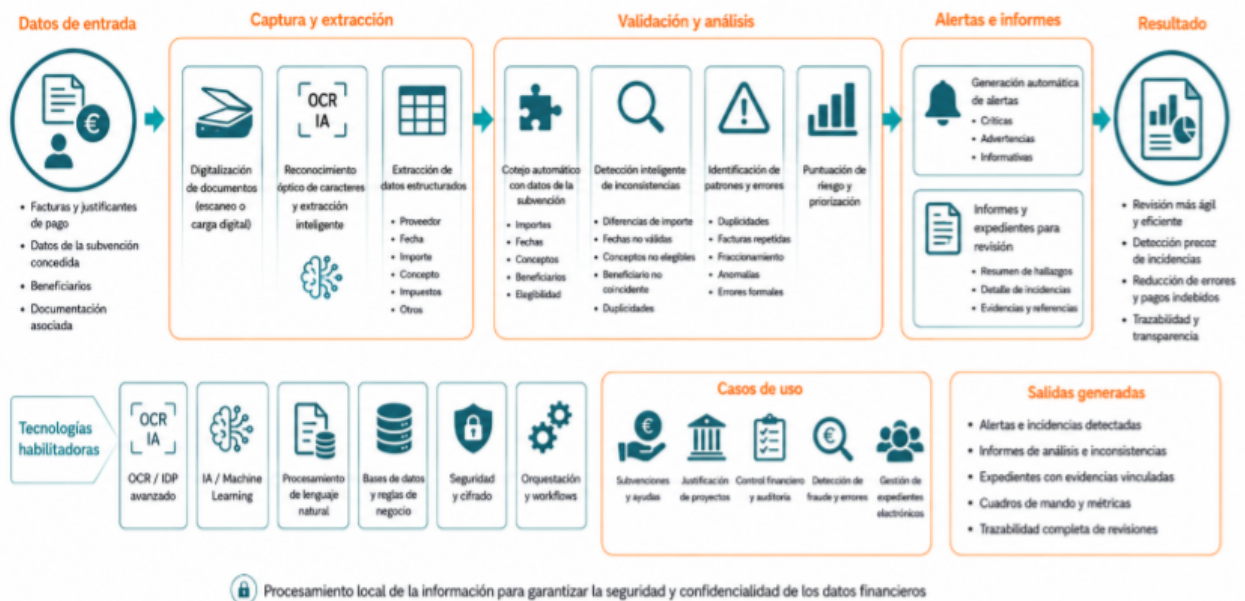 Datos de entrada
Facturas y justificantes
de pago
Datos de la subvención
concedida
Beneficiarios
Documentación
asociada
Captura y extracción
Digitalización
de documentos
(escaneo o
carga digital)
OCR
IA
Reconocimiento
óptico de caracteres
y extracción
inteligente
Extracción de
datos estructurados
Proveedor
Fecha
Importe
Concepto
Impuestos
Otros
Validación y análisis
Cotejo automático
con datos de la
subvención
Importes
Fechas
Conceptos
Beneficiarios
Elegibilidad
Detección inteligente
de inconsistencias
Diferencias de importe
Fechas no válidas
Conceptos no elegibles
Beneficiario no
coincidente
Duplicidades
Identificación de
patrones y errores
Duplicidades
Facturas repetidas
Fraccionamiento
Anomalías
Errores formales
Puntuación de
riesgo y
priorización
Alertas e informes
Generación automática
de alertas
Críticas
Advertencias
Informativas
Informes y
expedientes para
revisión
Resumen de hallazgos
Detalle de incidencias
Evidencias y referencias
Resultado
Revisión más ágil
y eficiente
Detección precoz
de incidencias
Reducción de errores
y pagos indebidos
Trazabilidad y
transparencia
Tecnologías
habilitadoras
OCR
IA
OCR / IDP
avanzado
IA / Machine
Learning
Procesamiento
de lenguaje
natural
Bases de datos
y reglas de
negocio
Seguridad
y cifrado
Orquestación
y workflows
Casos de uso
Subvenciones
y ayudas
Justificación
de proyectos
Control financiero
y auditoría
Detección de
fraude y errores
Gestión de
expedientes
electrónicos
Salidas generadas
Alertas e incidencias detectadas
Informes de análisis e inconsistencias
Expedientes con evidencias vinculadas
Cuadros de mando y métricas
Trazabilidad completa de revisiones
Procesamiento local de la información para garantizar la seguridad y confidencialidad de los datos financieros